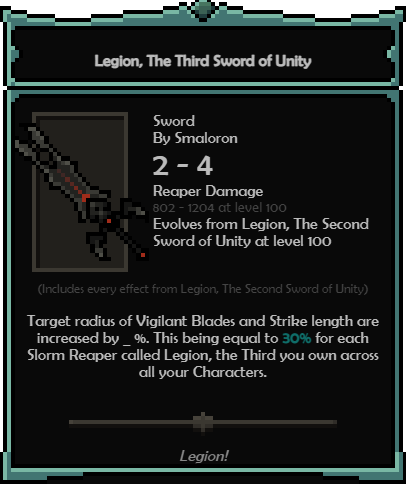 Legion, The Third Sword of Unity
Sword
By Smaloron
2 - 4
Reaper Damage
802 - 1204 at level 100
Evolves from Legion, The Second
Sword of Unity at level 100
(Includes every effect from Legion, The Second Sword of Unity)
Target radius of Vigilant Blades and Strike length are
increased by _ %. This being equal to 30% for each
Slorm Reaper called Legion, the Third you own across
all your Characters.
Legion!